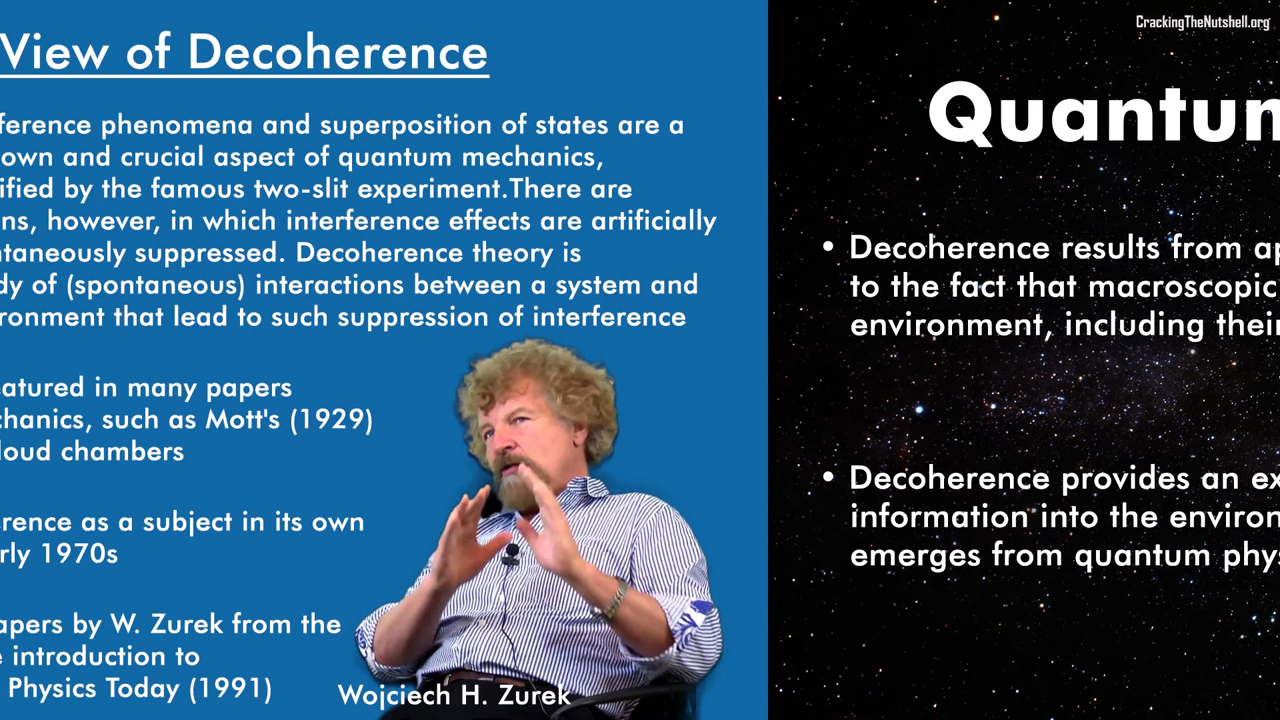 View of Decoherence
ference phenomena and superposition of states are a
own and crucial aspect of quantum mechanics,
ified by the famous two-slit experiment.There are
ns, however, in which interference effects are artificially
ntaneously suppressed. Decoherence theory is
dy of (spontaneous) interactions between a system and
ronment that lead to such suppression of interference
eatured in many papers
chanics, such as Mott's (1929)
loud chambers
erence as a subject in its own
rly 1970s
apers by W. Zurek from the
e introduction to
Physics Today (1991)
Wojciech H. Zurek
CrackingTheNutshell.org
Quantum
• Decoherence results from ap
to the fact that macroscopic
environment, including their
• Decoherence provides an ex
information into the environ
emerges from quantum phys